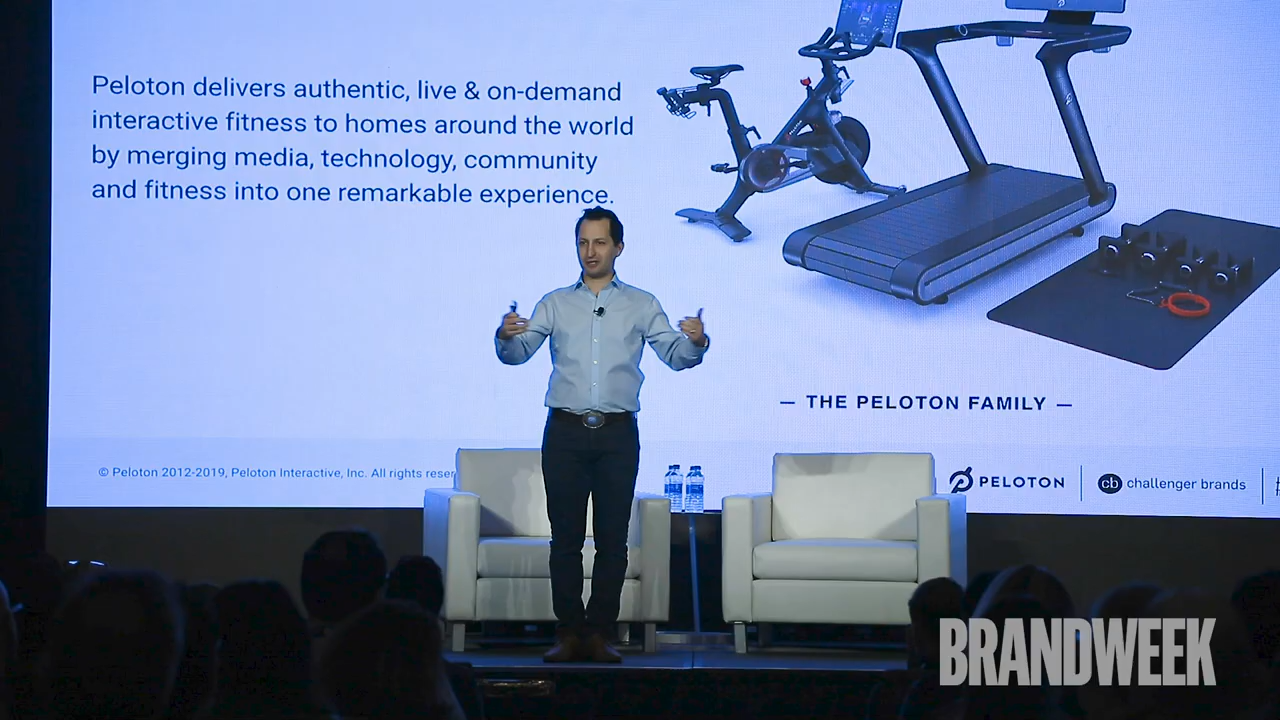 Peloton delivers authentic, live & on-demand
interactive fitness to homes around the world
by merging media, technology, community
and fitness into one remarkable experience.
— THE PELOTON FAMILY —
© Peloton 2012-2019, Peloton Interactive, Inc. All rights reser
PELOTON
cb challenger brands
BRANDWEEK